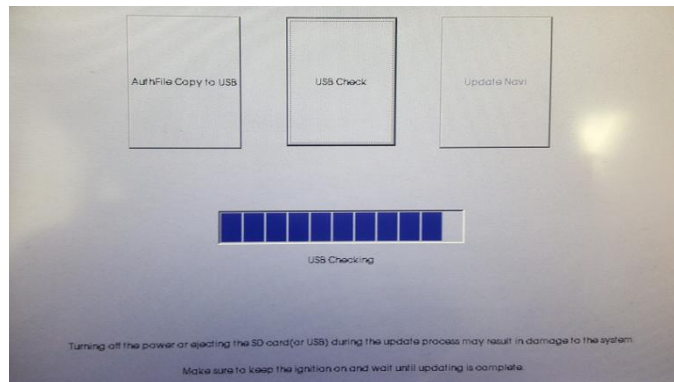 AuthFile Copy to USB
USB Check
Update Navi
USB Checking
Turning off the power or ejecting the SD card(or USB) during the update process may result in damage to the system.
Make sure to keep the ignition on and wait until updating is complete.